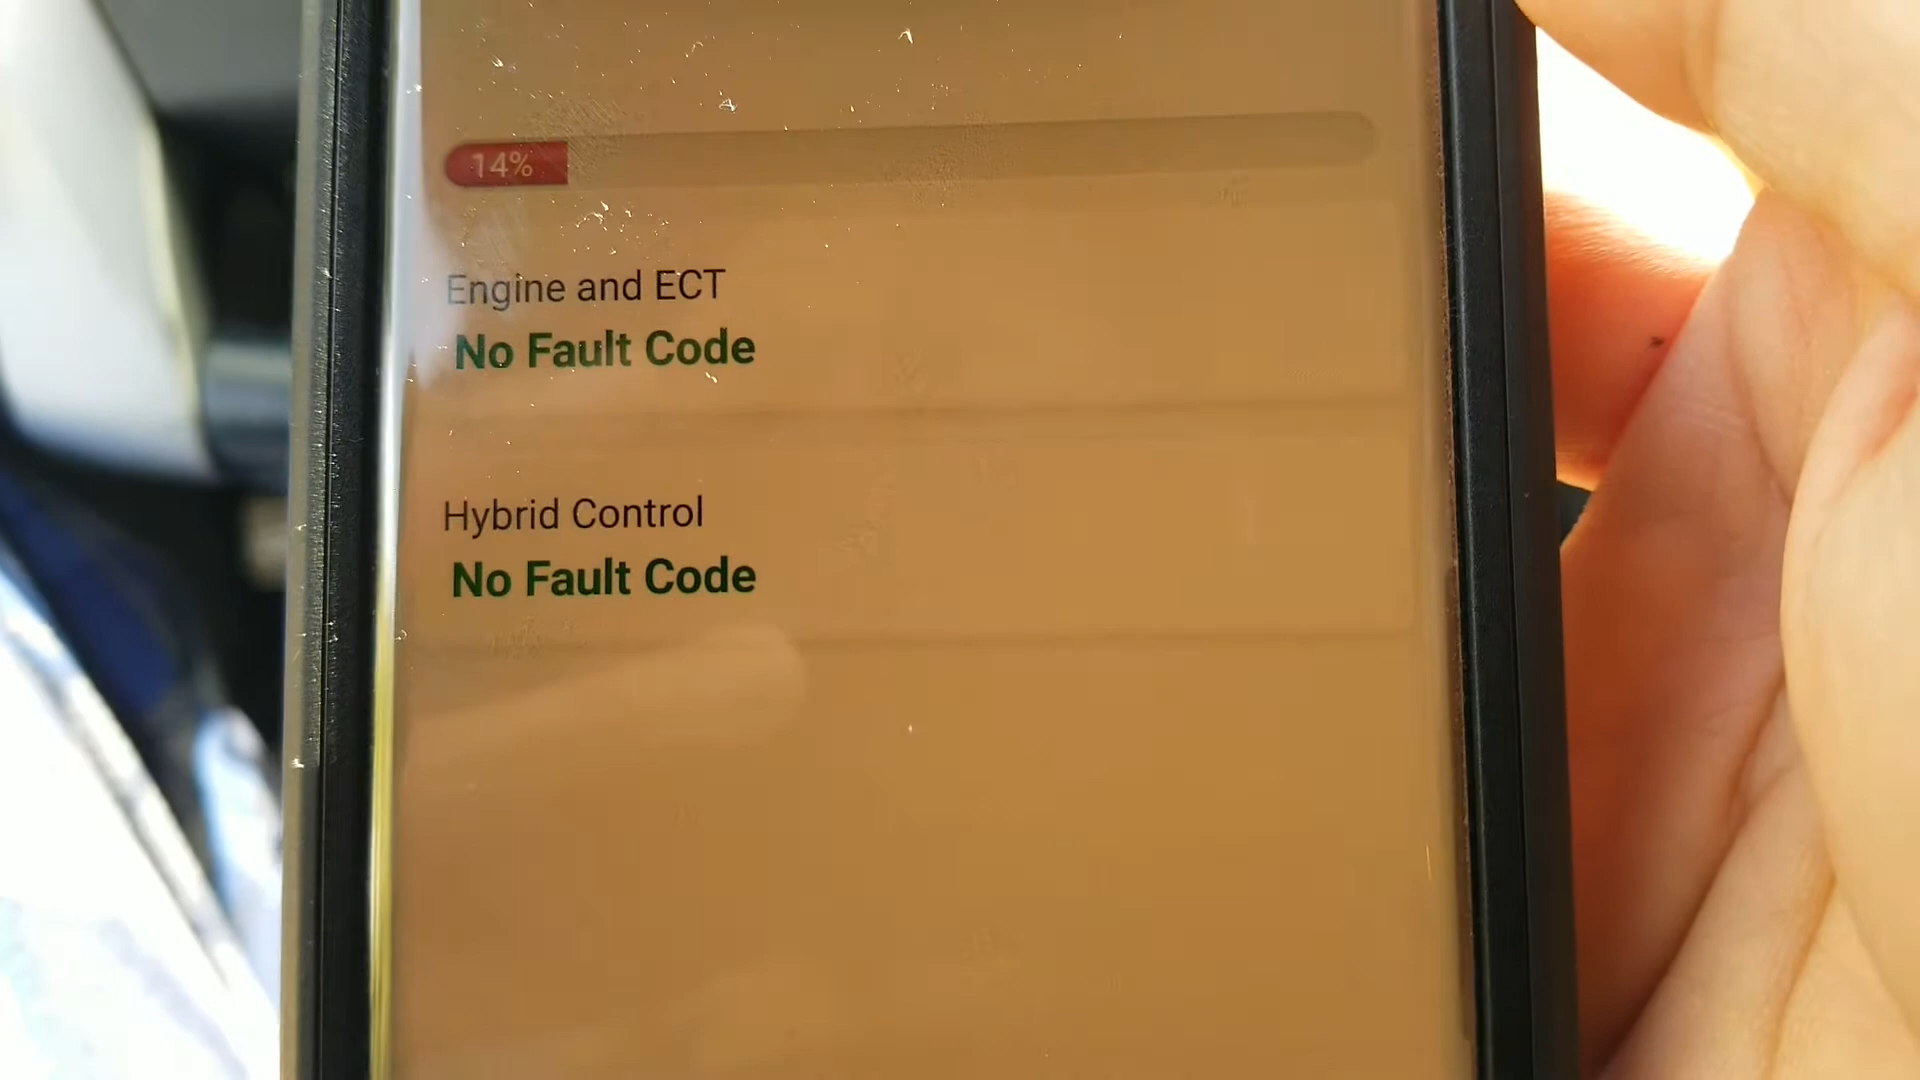 14%
Engine and ECT
No Fault Code
Hybrid Control
No Fault Code